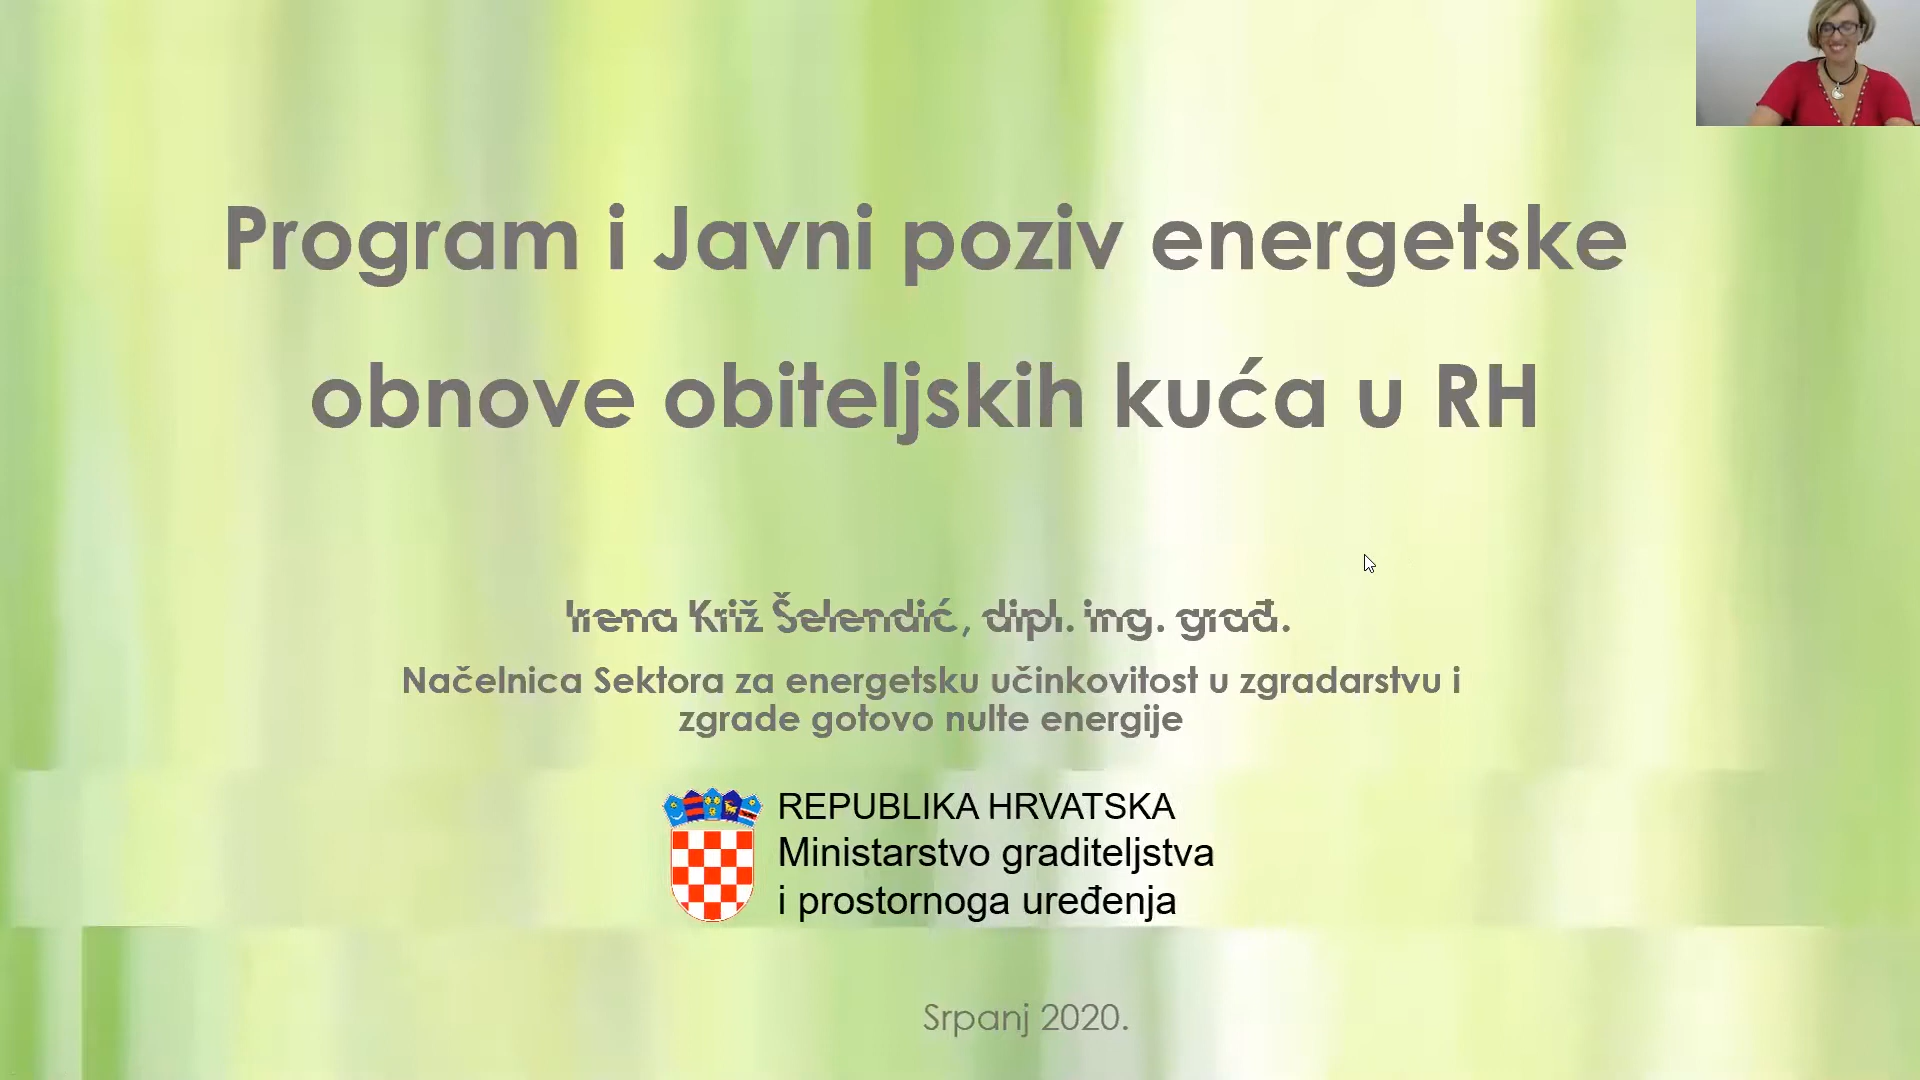 Program i Javni poziv energetske
obnove obiteljskih kuća u RH
Irena Križ Šelendić, dipl. ing. građ.
Načelnica Sektora za energetsku učinkovitost u zgradarstvu i
zgrade gotovo nulte energije
REPUBLIKA HRVATSKA
Ministarstvo graditeljstva
i prostornoga uređenja
Srpanj 2020.